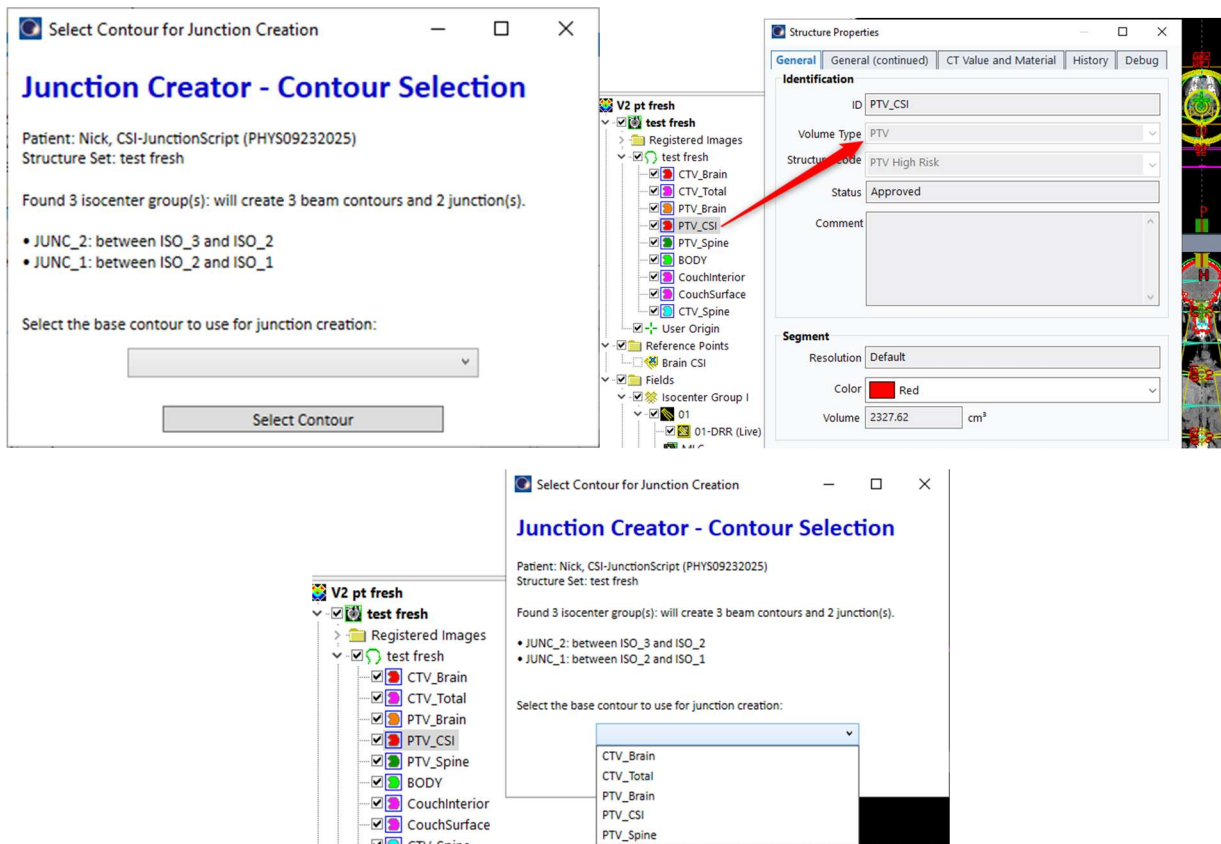 Select Contour for Junction Creation
Junction Creator - Contour Selection
Patient: Nick, CSI-JunctionScript (PHYS09232025)
Structure Set: test fresh
Found 3 isocenter group(s): will create 3 beam contours and 2 junction(s).
• JUNC_2: between ISO_3 and ISO_2
• JUNC_1: between ISO_2 and ISO_1
Select the base contour to use for junction creation:
Select Contour
V2 pt fresh
test fresh
Registered Images
test fresh
CTV_Brain
CTV_Total
PTV_Brain
PTV_CSI
PTV_Spine
BODY
CouchInterior
CouchSurface
CTV_Spine
User Origin
Reference Points
Brain CSI
Fields
Isocenter Group I
01
01-DRR (Live)
Structure Properties
General General (continued) CT Value and Material History Debug
Identification
ID PTV_CSI
Volume Type PTV
Structure Code PTV High Risk
Status Approved
Comment
Segment
Resolution Default
Color Red
Volume 2327.62 cm³
P
H
V2 pt fresh
test fresh
Registered Images
test fresh
CTV_Brain
CTV_Total
PTV_Brain
PTV_CSI
PTV_Spine
BODY
CouchInterior
CouchSurface
Select Contour for Junction Creation
Junction Creator - Contour Selection
Patient: Nick, CSI-JunctionScript (PHYS09232025)
Structure Set: test fresh
Found 3 isocenter group(s): will create 3 beam contours and 2 junction(s).
• JUNC_2: between ISO_3 and ISO_2
• JUNC_1: between ISO_2 and ISO_1
Select the base contour to use for junction creation:
CTV_Brain
CTV_Total
PTV_Brain
PTV_CSI
PTV_Spine